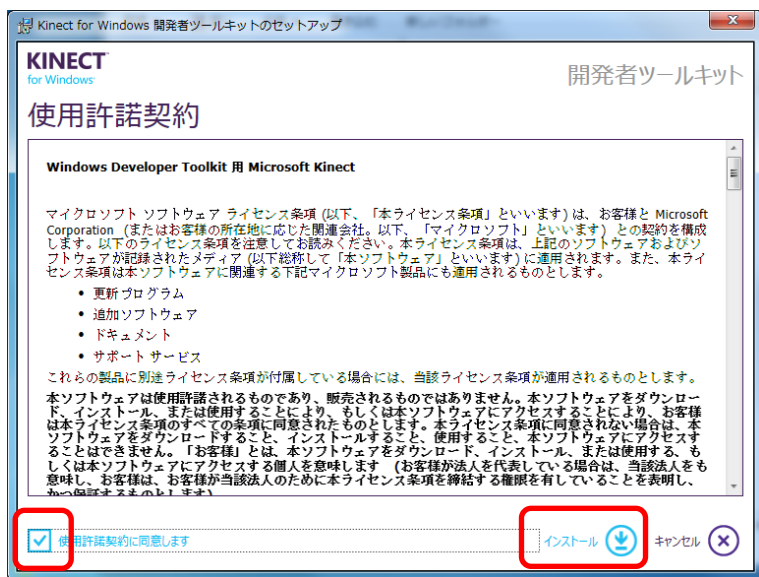 Kinect for Windows 開発者ツールキットのセットアップ
KINECT
for Windows
開発者ツールキット
使用許諾契約
Windows Developer Toolkit 用 Microsoft Kinect
マイクロソフト ソフトウェア ライセンス条項 (以下、「本ライセンス条項」といいます) は、お客様と Microsoft
Corporation (またはお客様の所在地に応じた関連会社。以下、「マイクロソフト」といいます) との契約を構成
します。以下のライセンス条項を注意してお読みください。本ライセンス条項は、上記のソフトウェアおよびソ
フトウェアが記録されたメディア (以下総称して「本ソフトウェア」といいます) に適用されます。また、本ライ
センス条項は本ソフトウェアに関連する下記マイクロソフト製品にも適用されるものとします。
• 更新プログラム
• 追加ソフトウェア
• ドキュメント
• サポート サービス
これらの製品に別途ライセンス条項が付属している場合には、当該ライセンス条項が適用されるものとします。
本ソフトウェアは使用許諾されるものであり、販売されるものではありません。本ソフトウェアをダウンロー
ド、インストール、または使用することにより、もしくは本ソフトウェアにアクセスすることにより、お客様
は本ライセンス条項のすべての条項に同意されたものとします。本ライセンス条項に同意されない場合は、本
ソフトウェアをダウンロードすること、インストールすること、使用すること、本ソフトウェアにアクセスす
ることはできません。「お客様」とは、本ソフトウェアをダウンロード、インストール、または使用する、も
しくは本ソフトウェアにアクセスする個人を意味します (お客様が法人を代表している場合は、当該法人をも
意味し、お客様は、お客様が当該法人のために本ライセンス条項を締結する権限を有していることを表明し、
かつ保証するものとします)
使用許諾契約に同意します
インストール
キャンセル